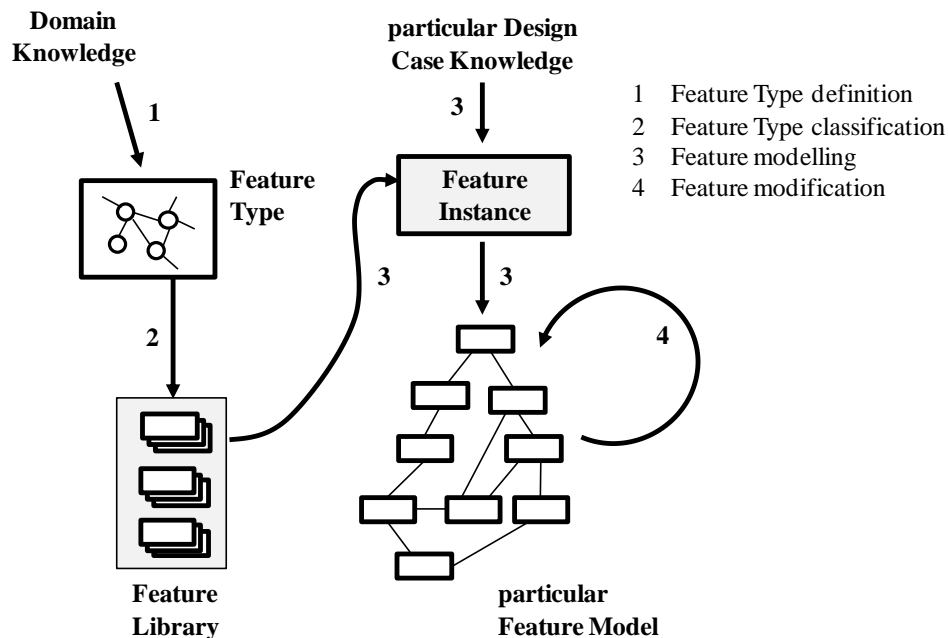 Domain
Knowledge
particular Design
Case Knowledge
1
3
1 Feature Type definition
2 Feature Type classification
3 Feature modelling
4 Feature modification
Feature
Type
Feature
Instance
3
3
2
4
Feature
Library
particular
Feature Model